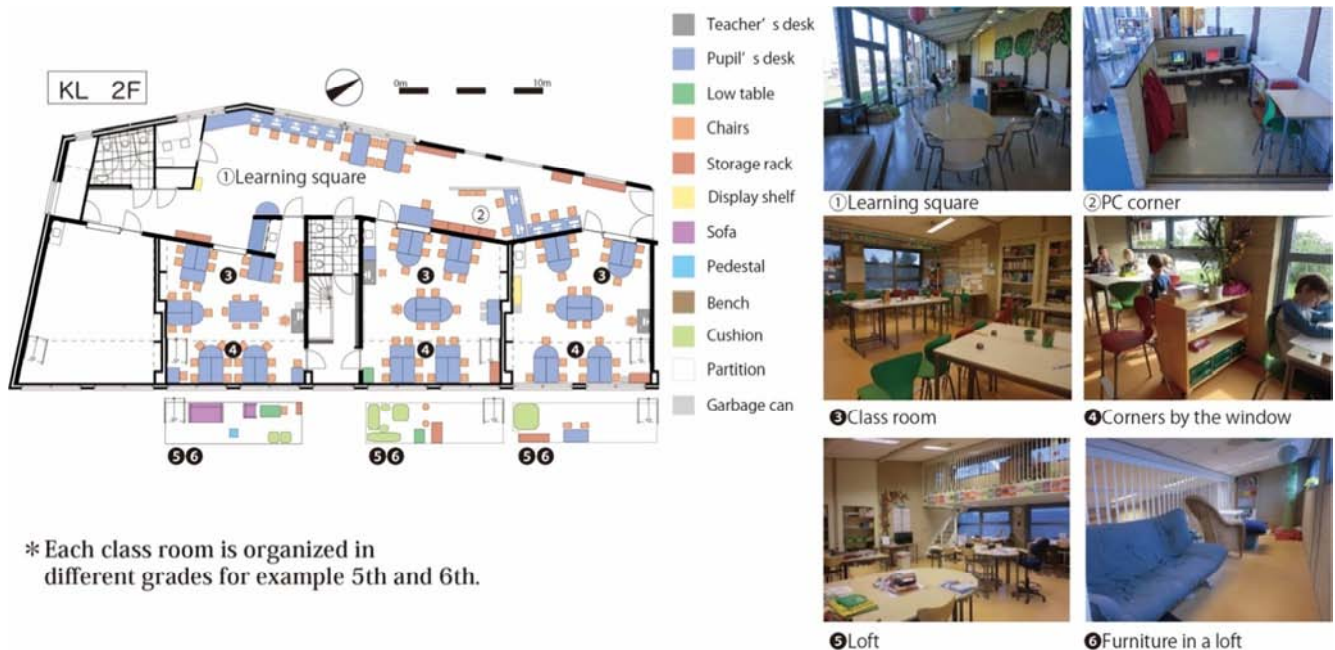 KL 2F
0m 10m
①Learning square
②
❸
❸
❸
❹
❹
❹
❺❻
❺❻
❺❻
Teacher’ s desk
Pupil’ s desk
Low table
Chairs
Storage rack
Display shelf
Sofa
Pedestal
Bench
Cushion
Partition
Garbage can
①Learning square
②PC corner
❸Class room
❹Corners by the window
❺Loft
❻Furniture in a loft
＊Each class room is organized in
different grades for example 5th and 6th.